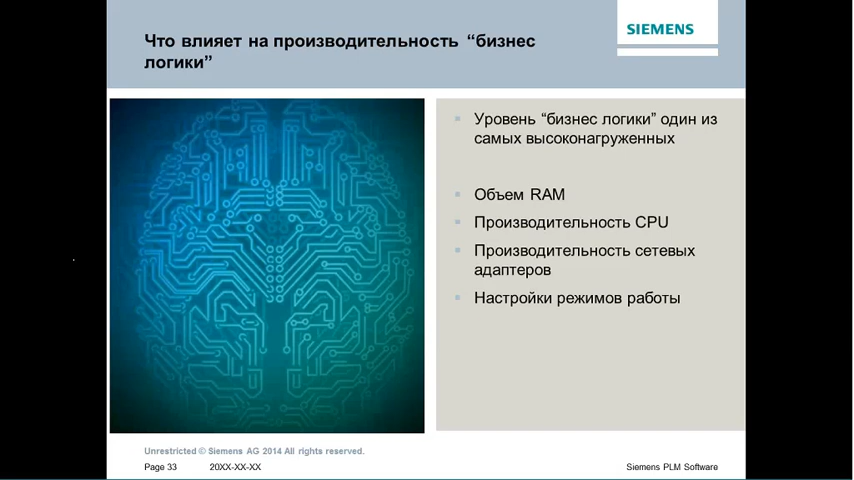 Что влияет на производительность “бизнес
логики”
SIEMENS
Уровень “бизнес логики” один из
самых высоконагруженных
Объем RAM
Производительность CPU
Производительность сетевых
адаптеров
Настройки режимов работы
Unrestricted © Siemens AG 2014 All rights reserved.
Page 33 20XX-XX-XX Siemens PLM Software